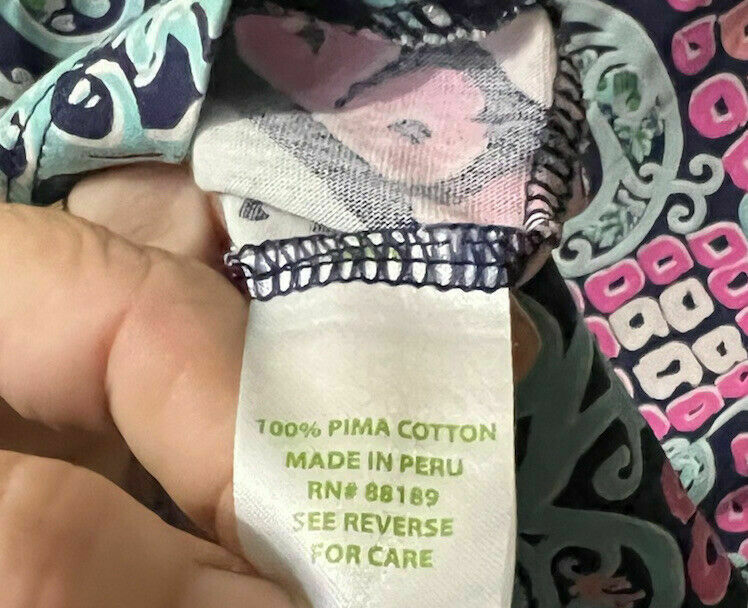 100% PIMA COTTON
MADE IN PERU
RN# 88189
SEE REVERSE
FOR CARE